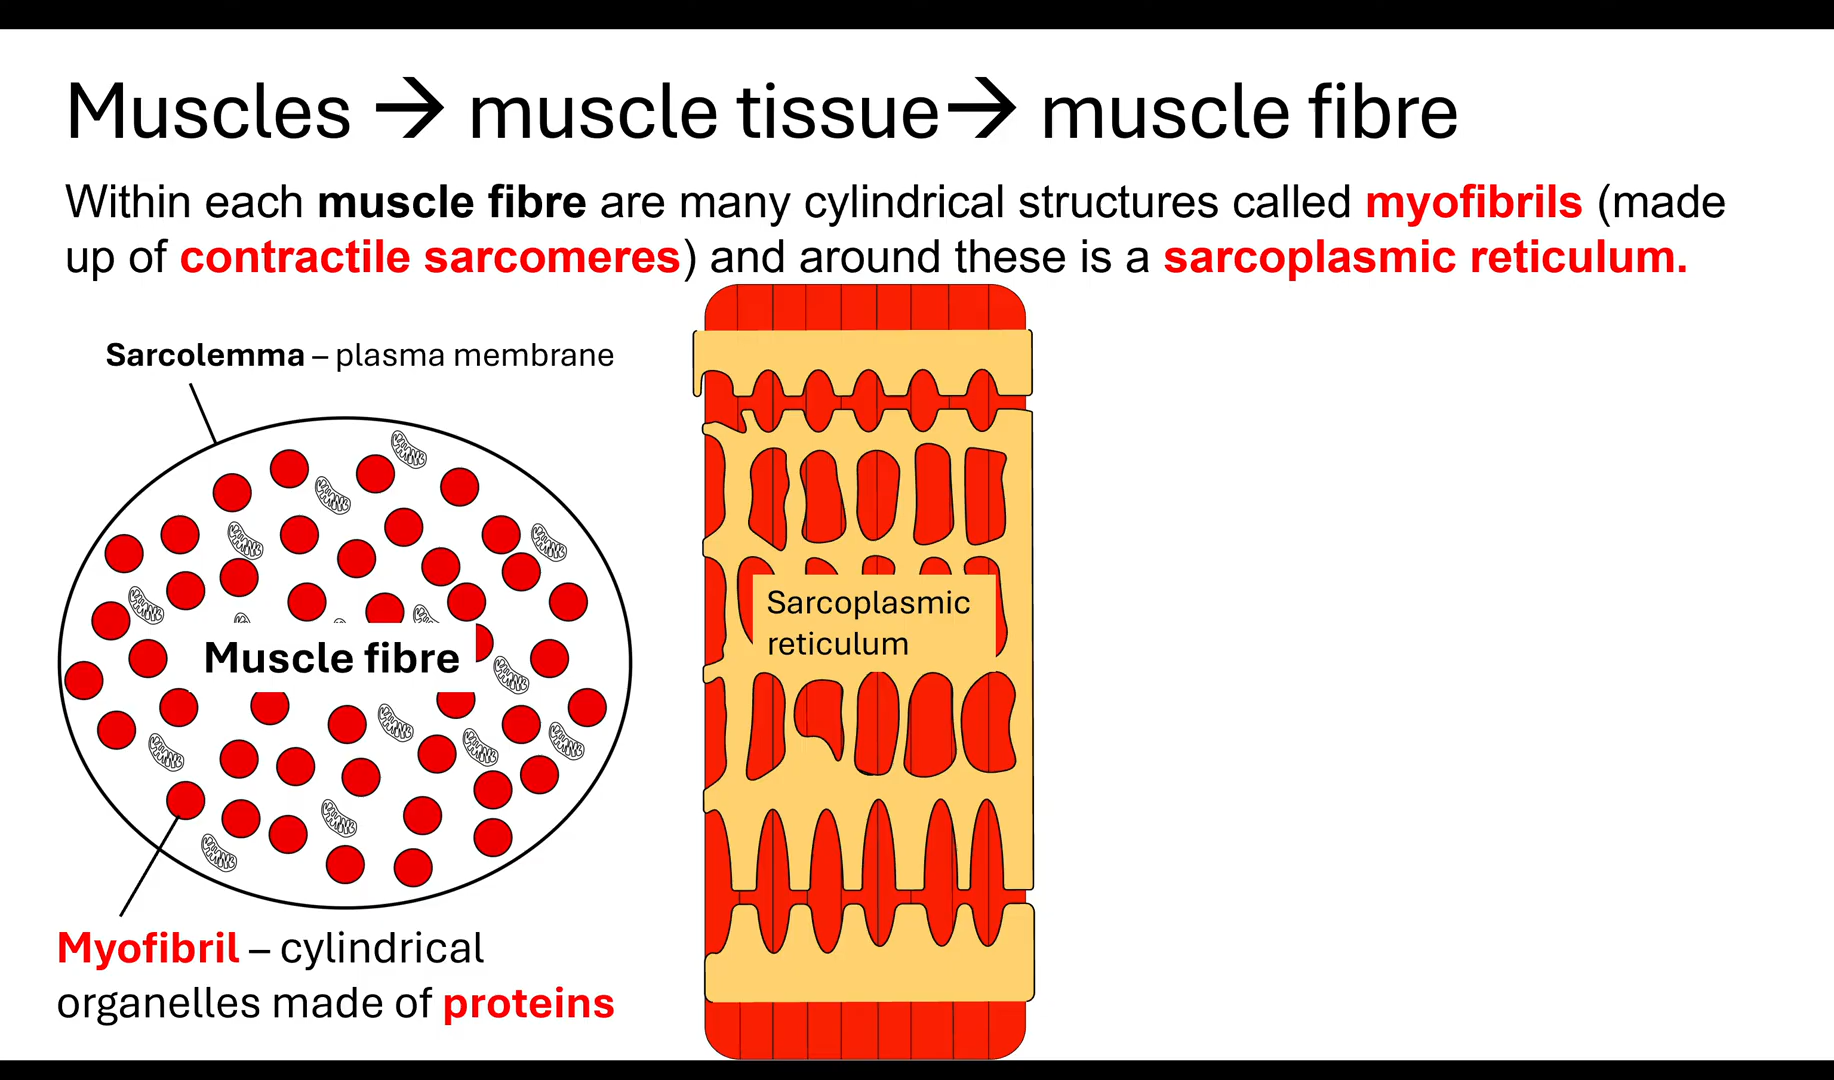 Muscles → muscle tissue→ muscle fibre
Within each muscle fibre are many cylindrical structures called myofibrils (made
up of contractile sarcomeres) and around these is a sarcoplasmic reticulum.
Sarcolemma – plasma membrane
Sarcoplasmic
reticulum
Muscle fibre
Myofibril – cylindrical
organelles made of proteins